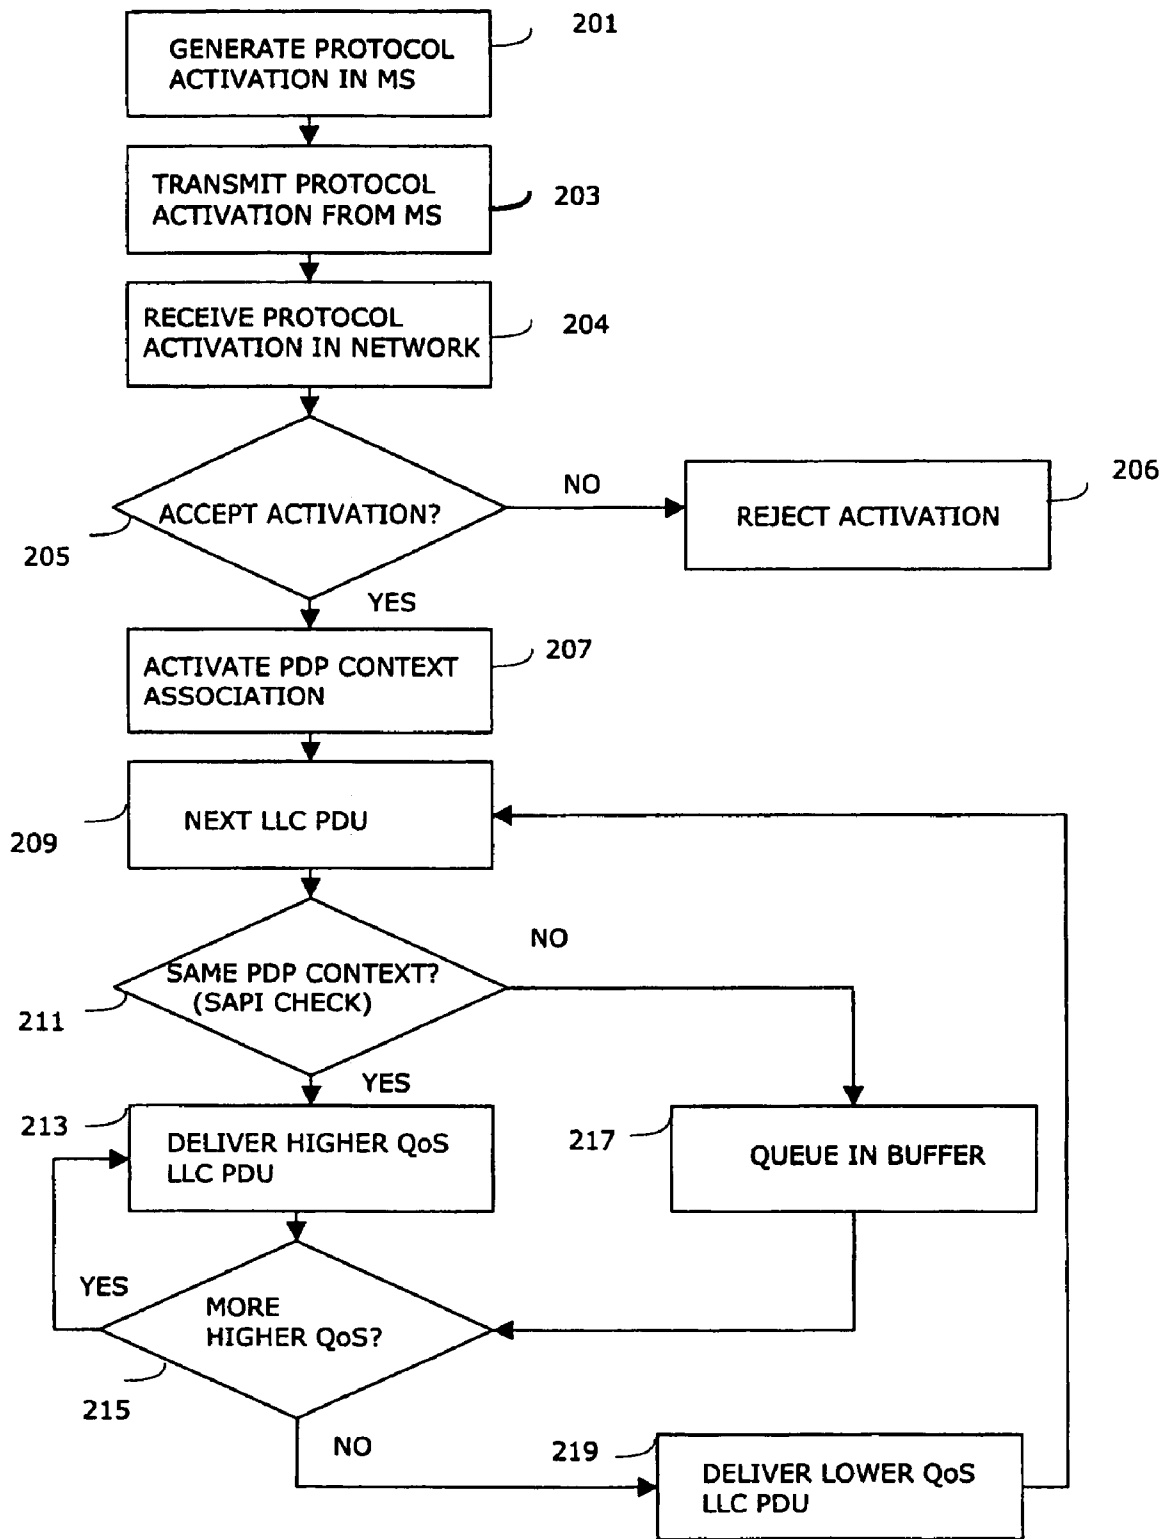 GENERATE PROTOCOL
ACTIVATION IN MS
201
TRANSMIT PROTOCOL
ACTIVATION FROM MS
203
RECEIVE PROTOCOL
ACTIVATION IN NETWORK
204
ACCEPT ACTIVATION?
205
NO
REJECT ACTIVATION
206
YES
ACTIVATE PDP CONTEXT
ASSOCIATION
207
NEXT LLC PDU
209
SAME PDP CONTEXT?
(SAPI CHECK)
211
NO
YES
213
DELIVER HIGHER QoS
LLC PDU
217
QUEUE IN BUFFER
YES
MORE
HIGHER QoS?
215
NO
219
DELIVER LOWER QoS
LLC PDU